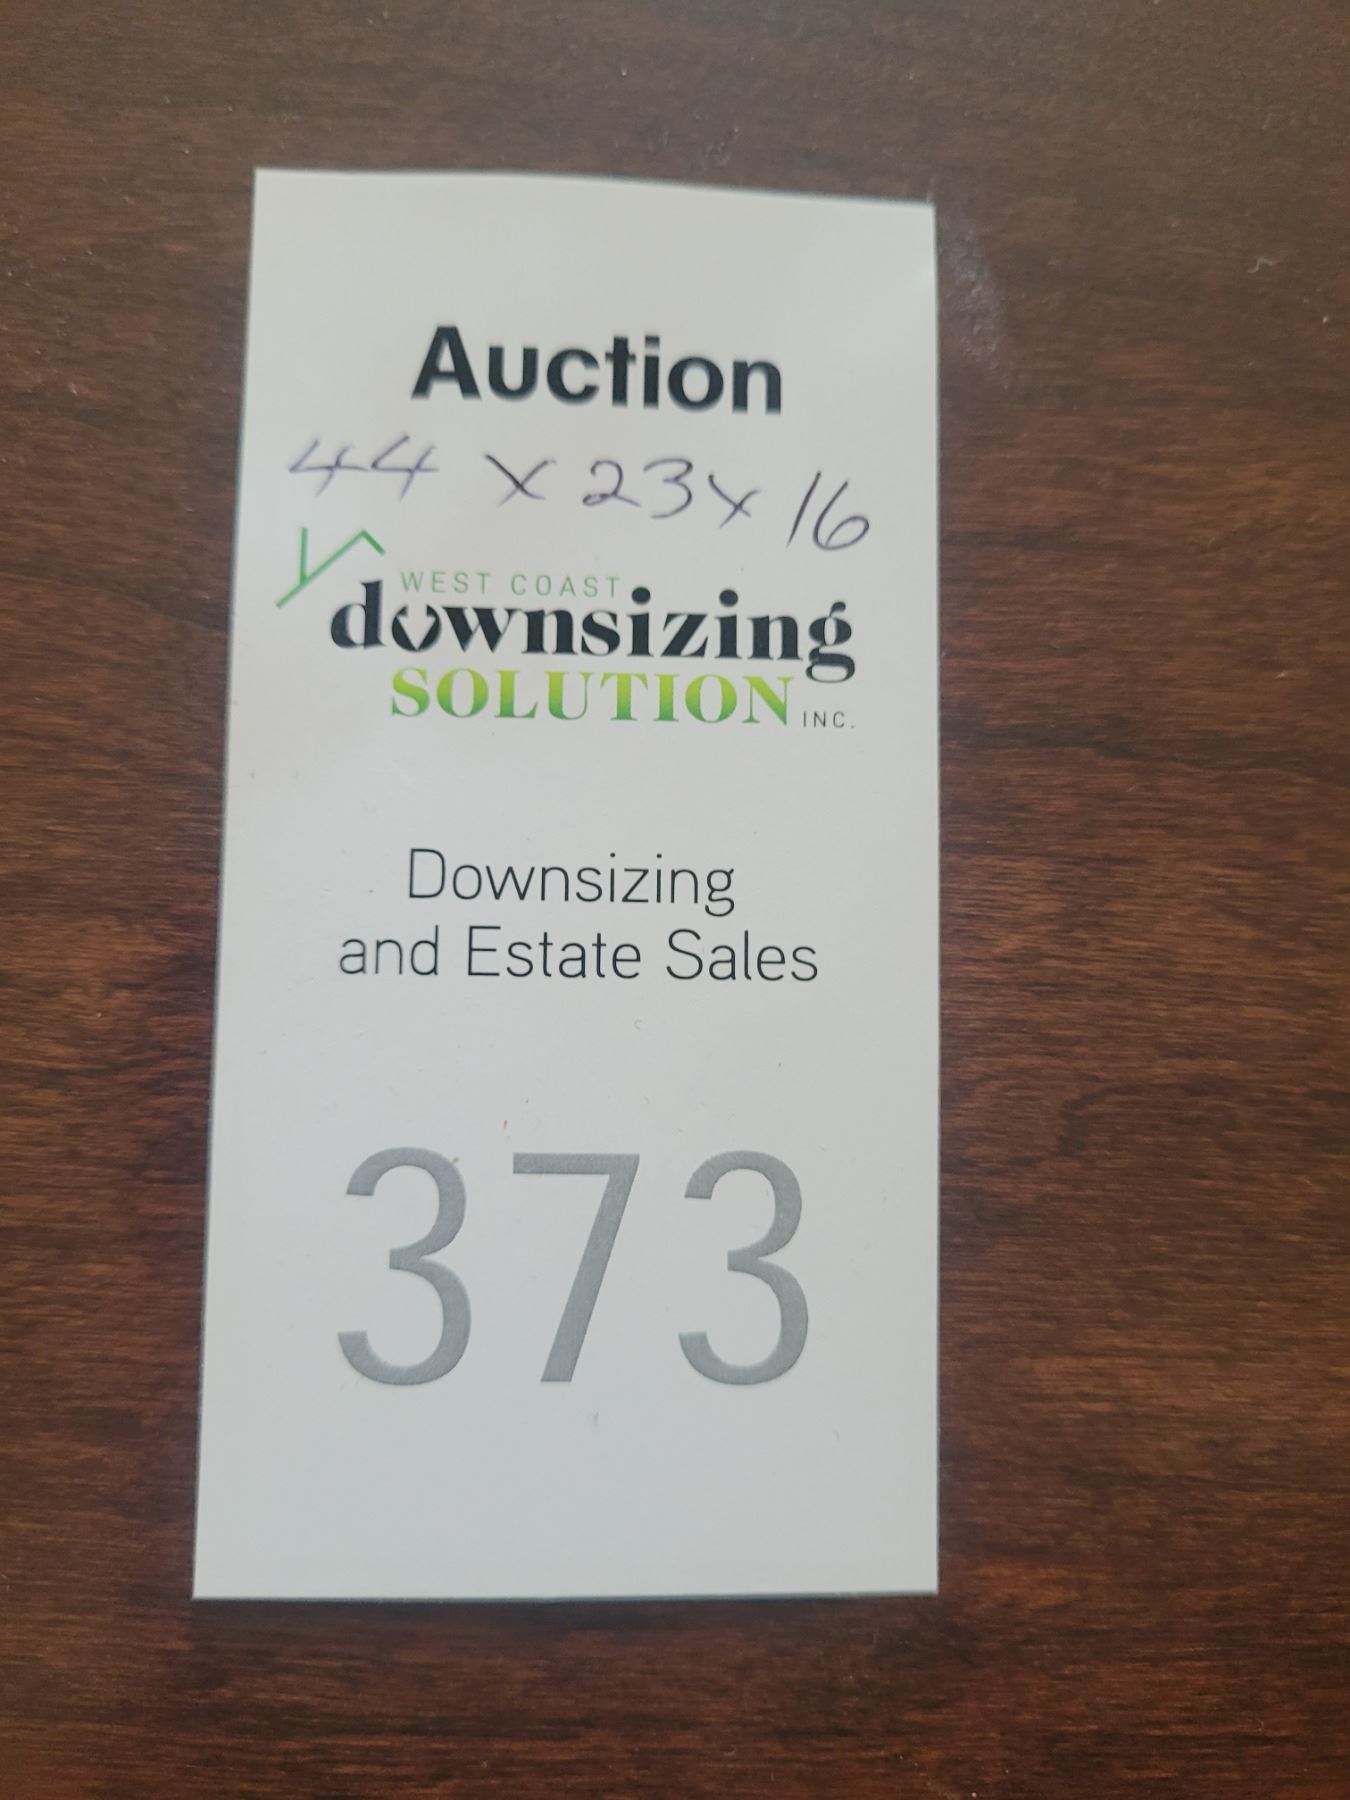 Auction
44 x 23 x 16
WEST COAST
downsizing
SOLUTION INC.
Downsizing
and Estate Sales
373